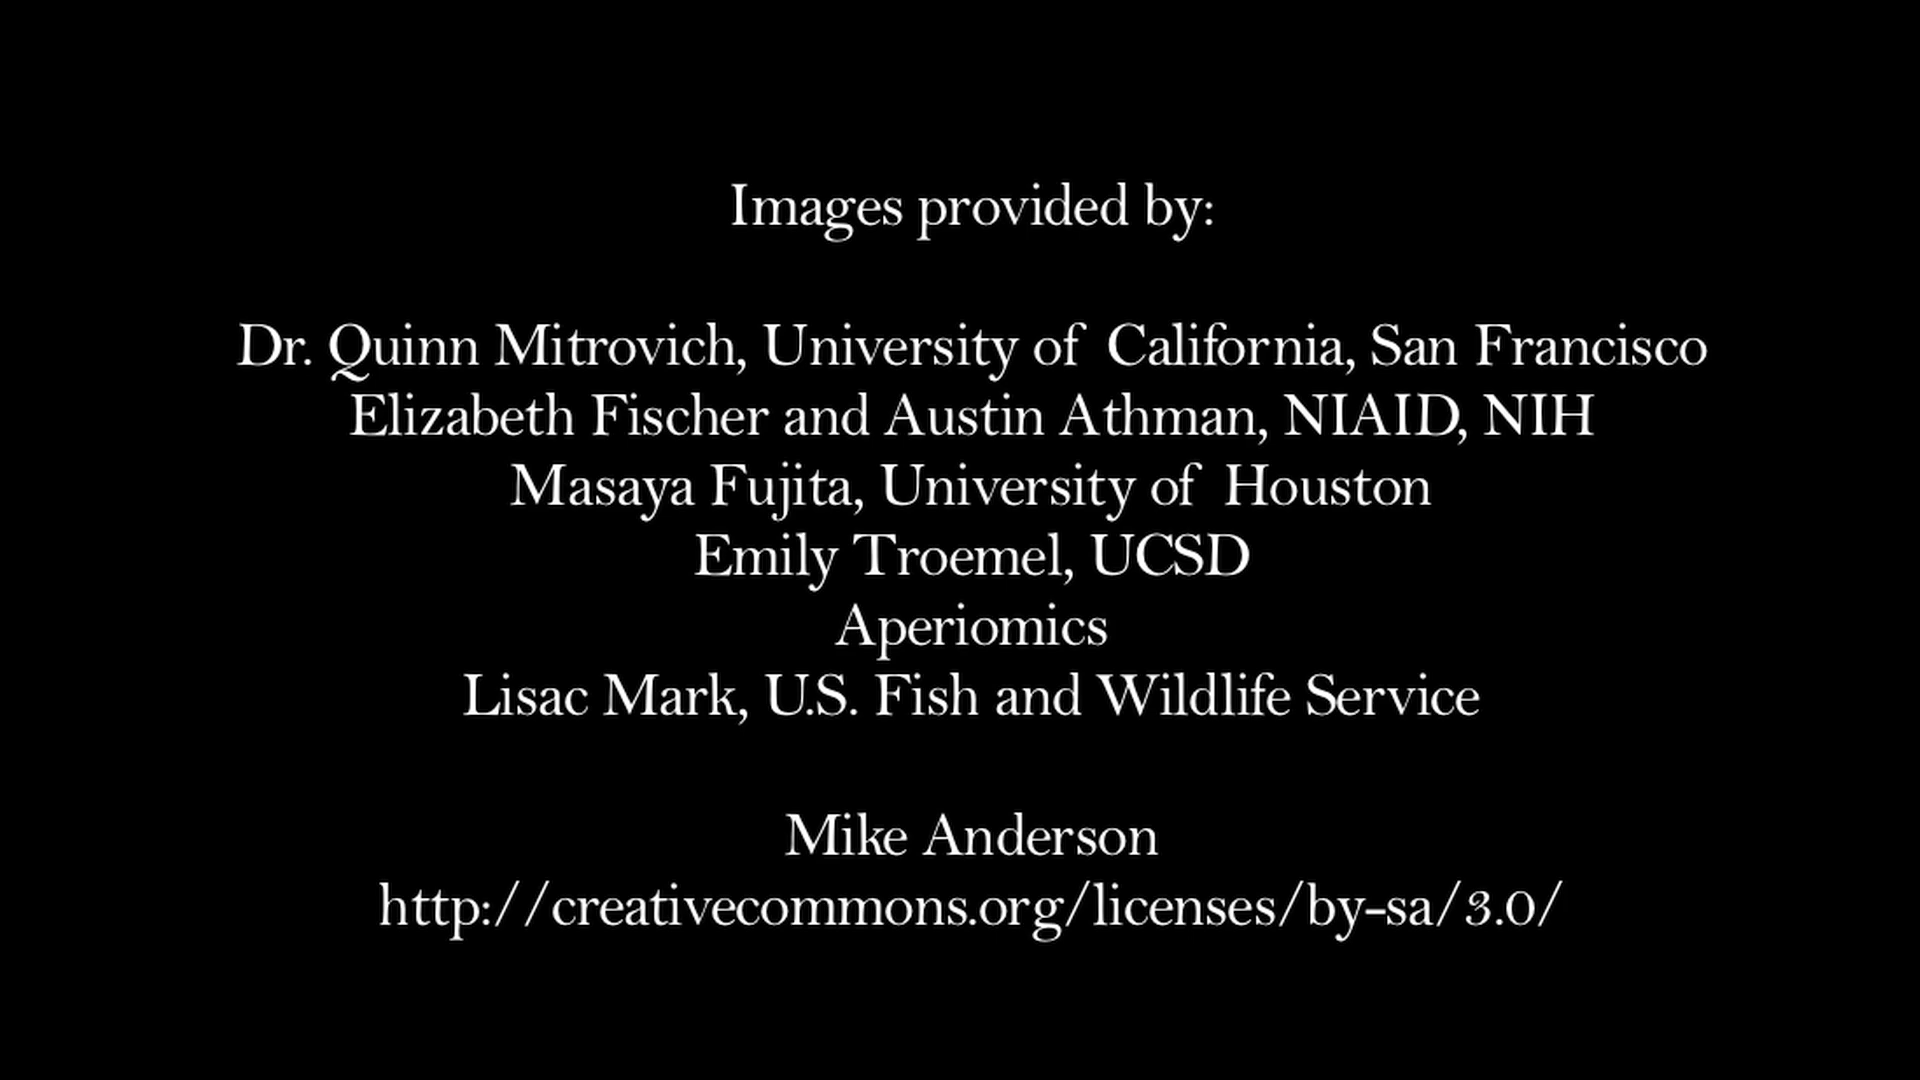 Images provided by:
Dr. Quinn Mitrovich, University of California, San Francisco
Elizabeth Fischer and Austin Athman, NIAID, NIH
Masaya Fujita, University of Houston
Emily Troemel, UCSD
Aperiomics
Lisac Mark, U.S. Fish and Wildlife Service
Mike Anderson
http://creativecommons.org/licenses/by-sa/3.0/